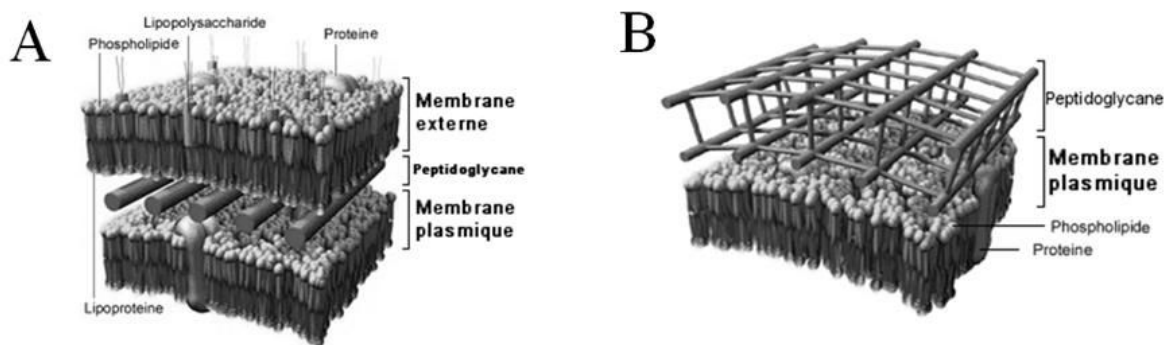 A
Lipopolysaccharide
Phospholipide
Proteine
Membrane
externe
Peptidoglycane
Membrane
plasmique
Lipoproteine
B
Peptidoglycane
Membrane
plasmique
Phospholipide
Proteine